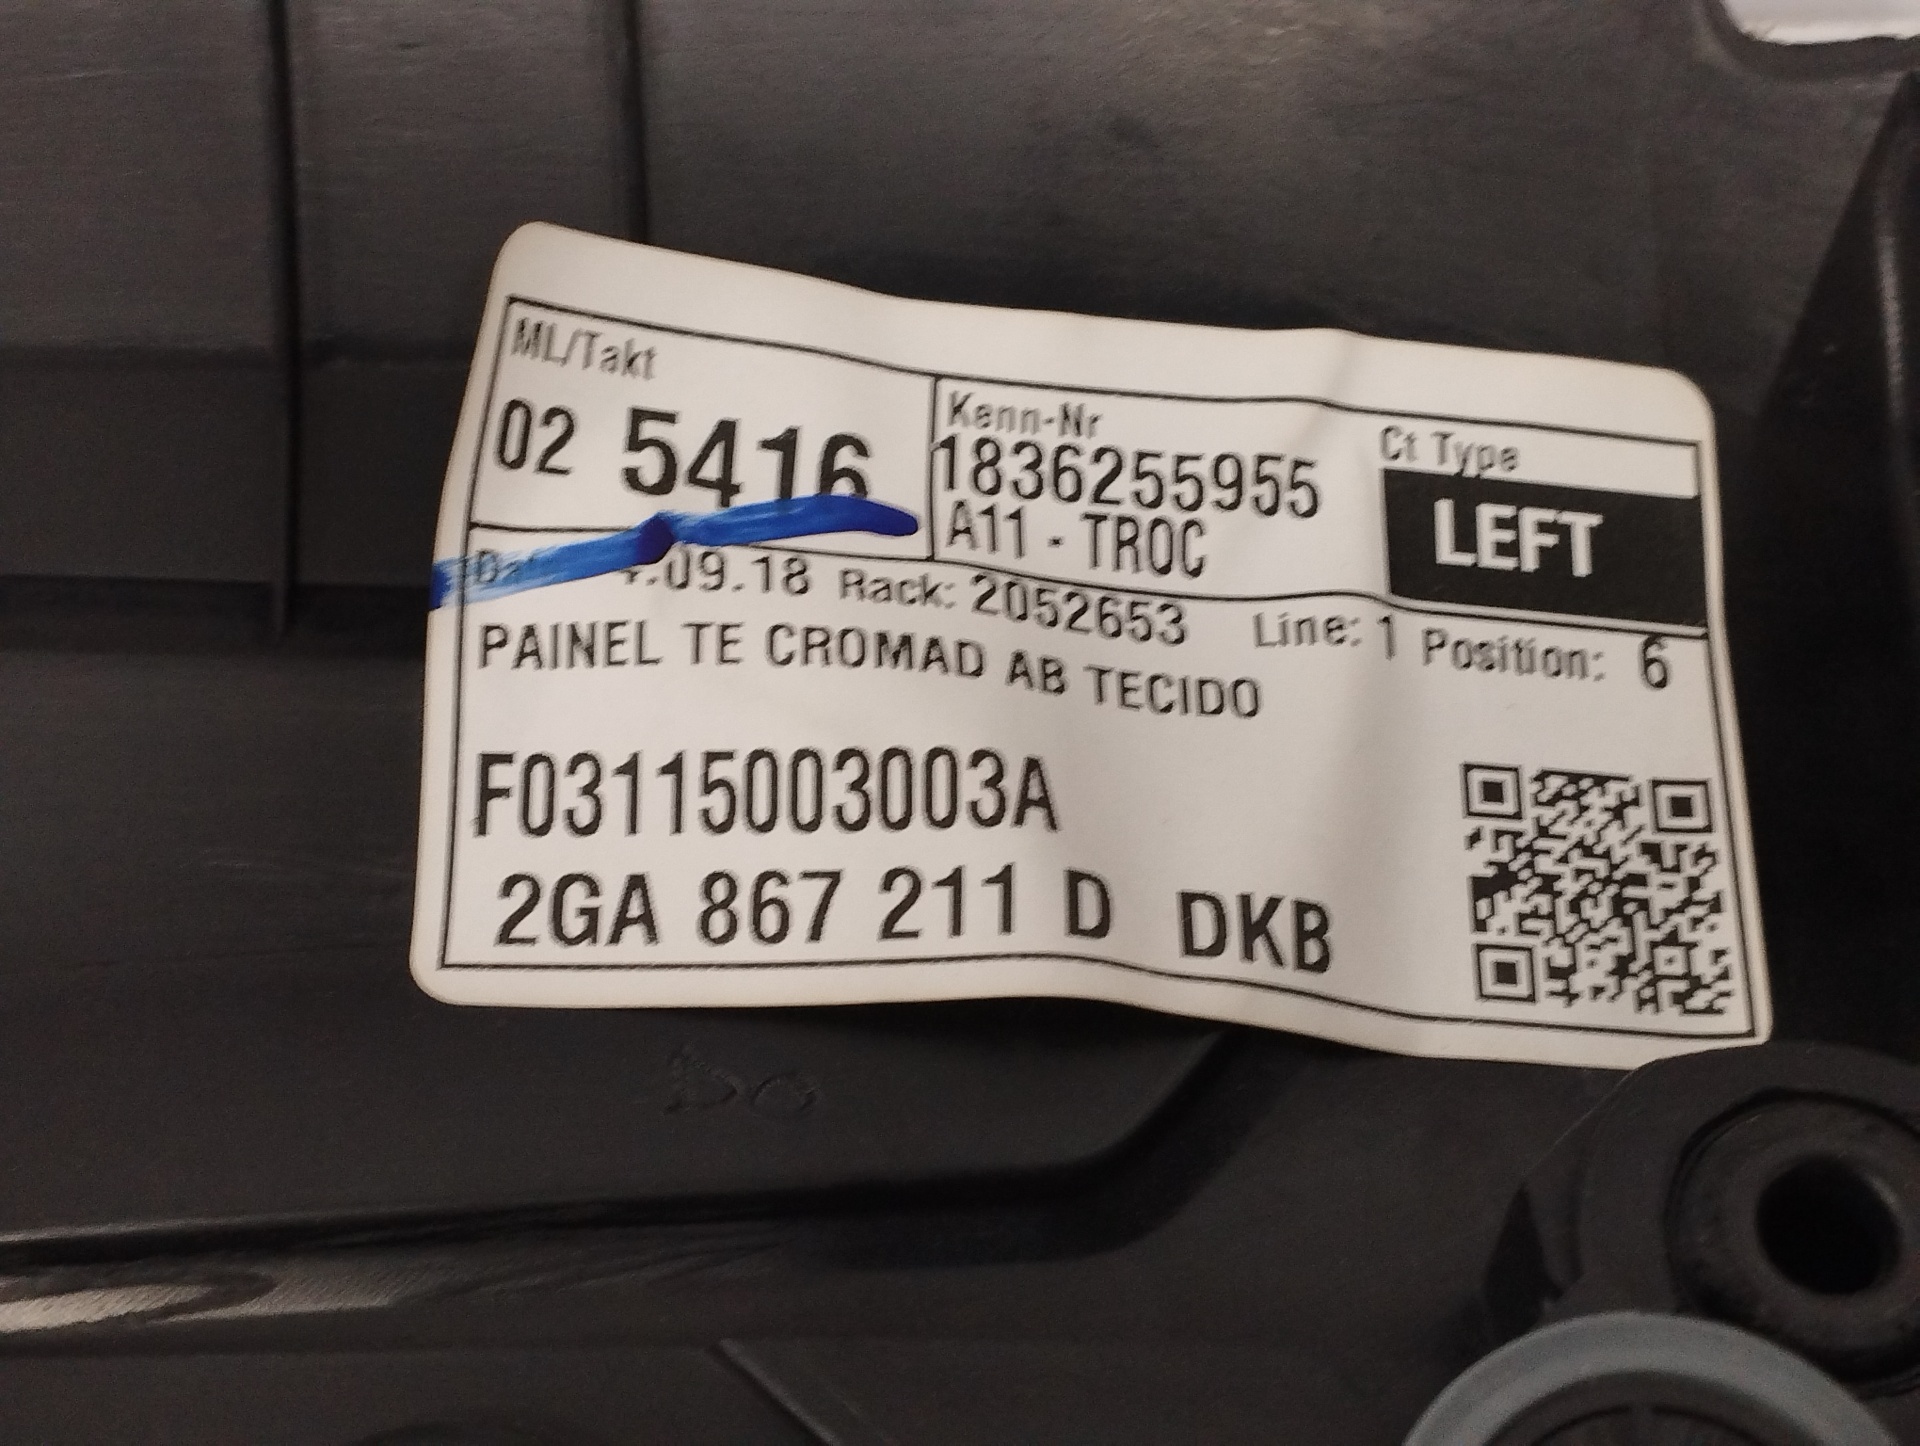 ML/Takt
02 5416
Kenn-Nr
1836255955
A11 - TROC
Ct Type
LEFT
.09.18 Rack: 2052653 Line: 1 Position: 6
PAINEL TE CROMAD AB TECIDO
F03115003003A
2GA 867 211 D DKB